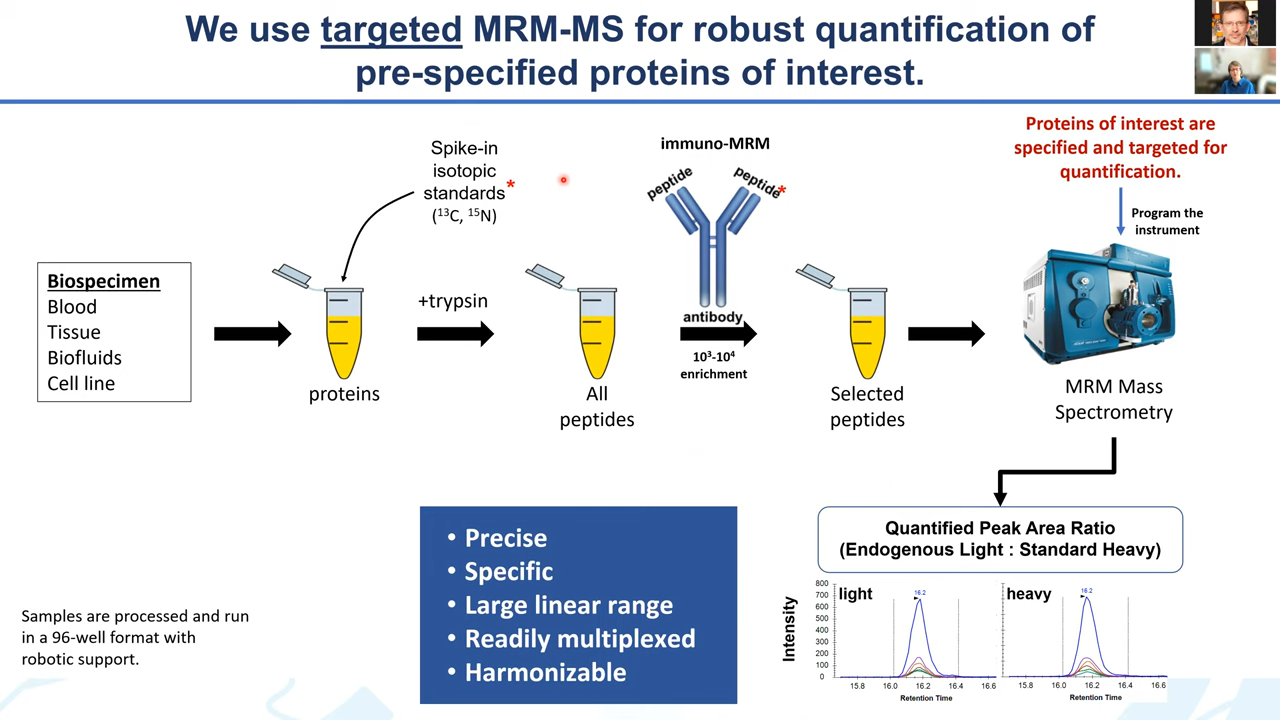 We use targeted MRM-MS for robust quantification of
pre-specified proteins of interest.
Proteins of interest are
specified and targeted for
quantification.
Program the
instrument
Spike-in
isotopic
standards*
(¹³C, ¹⁵N)
immuno-MRM
peptide
peptide*
antibody
10³-10⁴
enrichment
Biospecimen
Blood
Tissue
Biofluids
Cell line
+trypsin
proteins
All
peptides
Selected
peptides
MRM Mass
Spectrometry
Quantified Peak Area Ratio
(Endogenous Light : Standard Heavy)
• Precise
• Specific
• Large linear range
• Readily multiplexed
• Harmonizable
Samples are processed and run
in a 96-well format with
robotic support.
Intensity
800
700
600
500
400
300
200
100
0
light
16.2
15.8 16.0 16.2 16.4 16.6
Retention Time
heavy
16.2
15.8 16.0 16.2 16.4 16.6
Retention Time